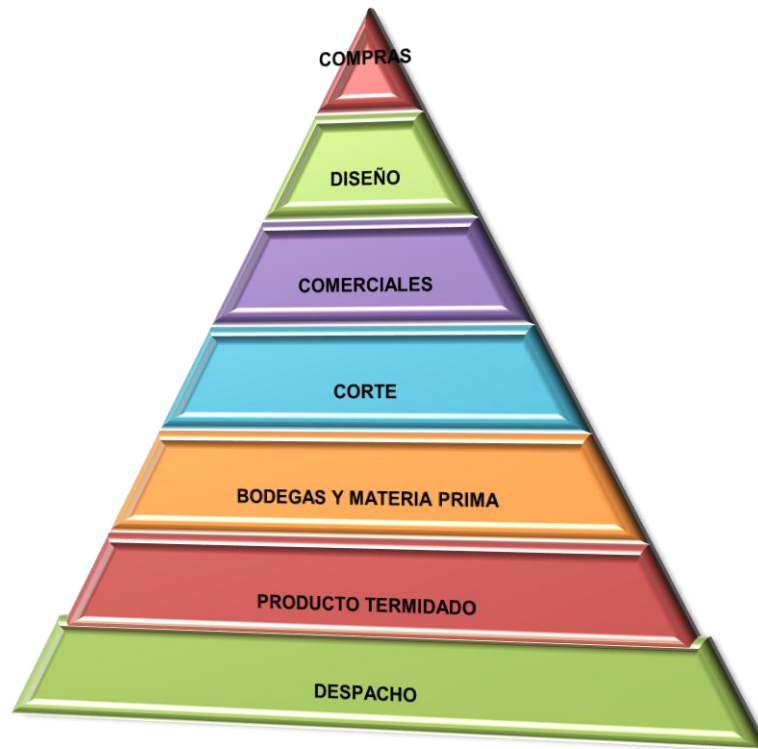 COMPRAS
DISEÑO
COMERCIALES
CORTE
BODEGAS Y MATERIA PRIMA
PRODUCTO TERMIDADO
DESPACHO